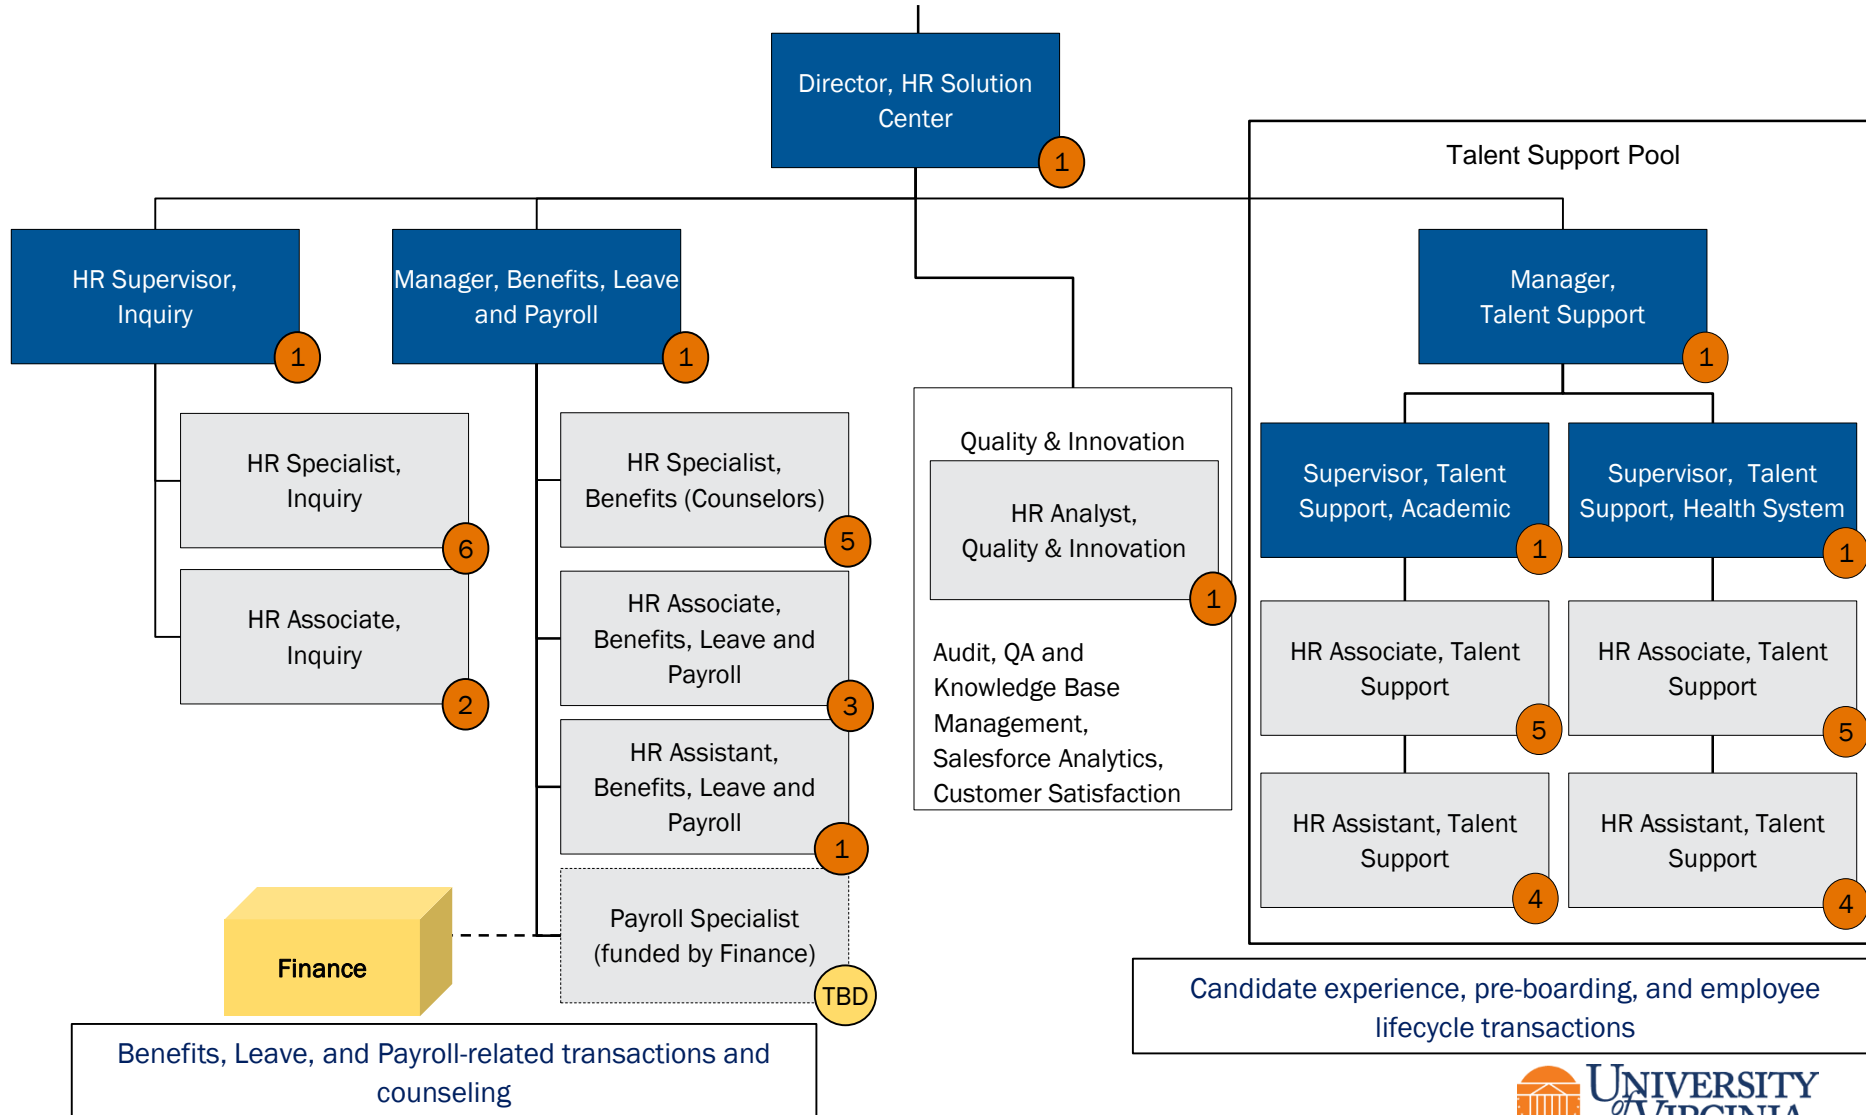 Director, HR Solution
Center
1
Talent Support Pool
HR Supervisor,
Inquiry
1
Manager, Benefits, Leave
and Payroll
1
Manager,
Talent Support
1
HR Specialist,
Inquiry
6
HR Associate,
Inquiry
2
HR Specialist,
Benefits (Counselors)
5
HR Associate,
Benefits, Leave and
Payroll
3
HR Assistant,
Benefits, Leave and
Payroll
1
Payroll Specialist
(funded by Finance)
TBD
Finance
Quality & Innovation
HR Analyst,
Quality & Innovation
1
Audit, QA and
Knowledge Base
Management,
Salesforce Analytics,
Customer Satisfaction
Supervisor, Talent
Support, Academic
1
Supervisor, Talent
Support, Health System
1
HR Associate, Talent
Support
5
HR Associate, Talent
Support
5
HR Assistant, Talent
Support
4
HR Assistant, Talent
Support
4
Benefits, Leave, and Payroll-related transactions and
counseling
Candidate experience, pre-boarding, and employee
lifecycle transactions
UNIVERSITY
of VIRGINIA